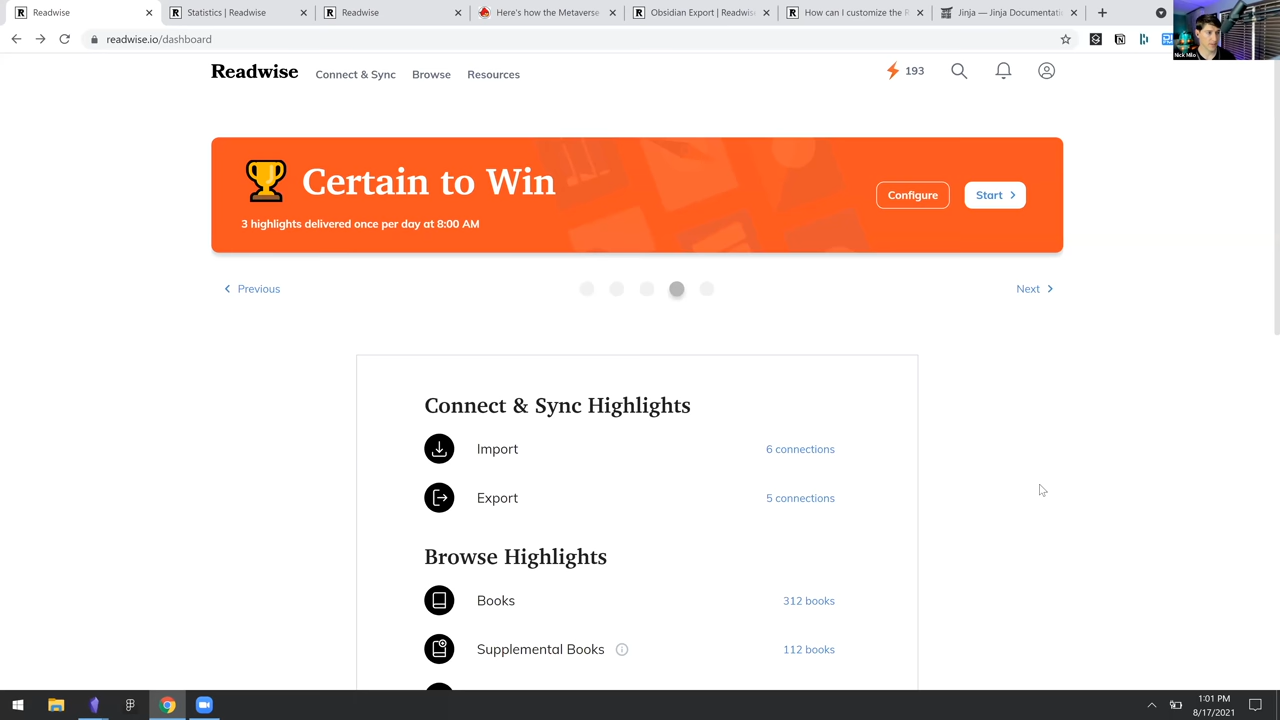 Readwise
Statistics | Readwise
Readwise
Here's how the Metaverse
Obsidian Export | Readwis
How can I customize the P
Jinja — Jinja Documentati
readwise.io/dashboard
Nick Milo
Readwise
Connect & Sync
Browse
Resources
193
Certain to Win
3 highlights delivered once per day at 8:00 AM
Configure
Start
Previous
Next
Connect & Sync Highlights
Import
6 connections
Export
5 connections
Browse Highlights
Books
312 books
Supplemental Books
112 books
1:01 PM
8/17/2021